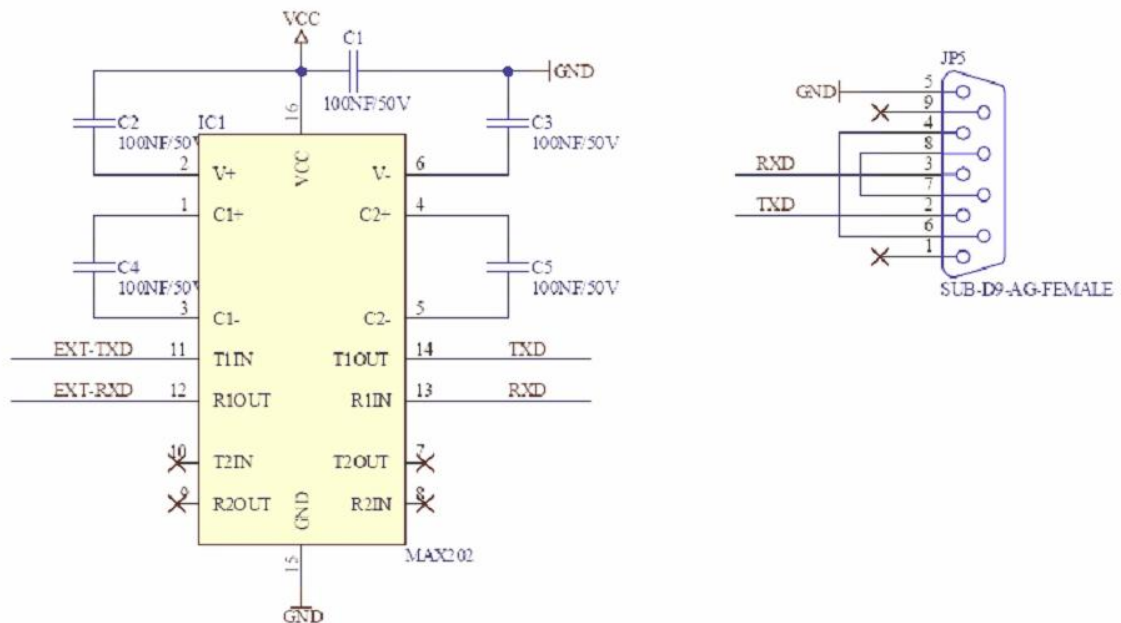 VCC
C1
GND
100NF/50V
16
C2
100NF/50V
IC1
C3
100NF/50V
2
V+
VCC
V-
6
1
C1+
C2+
4
C4
100NF/50V
C5
100NF/50V
3
C1-
C2-
5
EXT-TXD
11
T1IN
T1OUT
14
TXD
EXT-RXD
12
R1OUT
R1IN
13
RXD
10
T2IN
T2OUT
7
9
R2OUT
GND
R2IN
8
MAX202
15
GND
JP5
GND
5
9
4
8
RXD
3
7
TXD
2
6
1
SUB-D9-AG-FEMALE